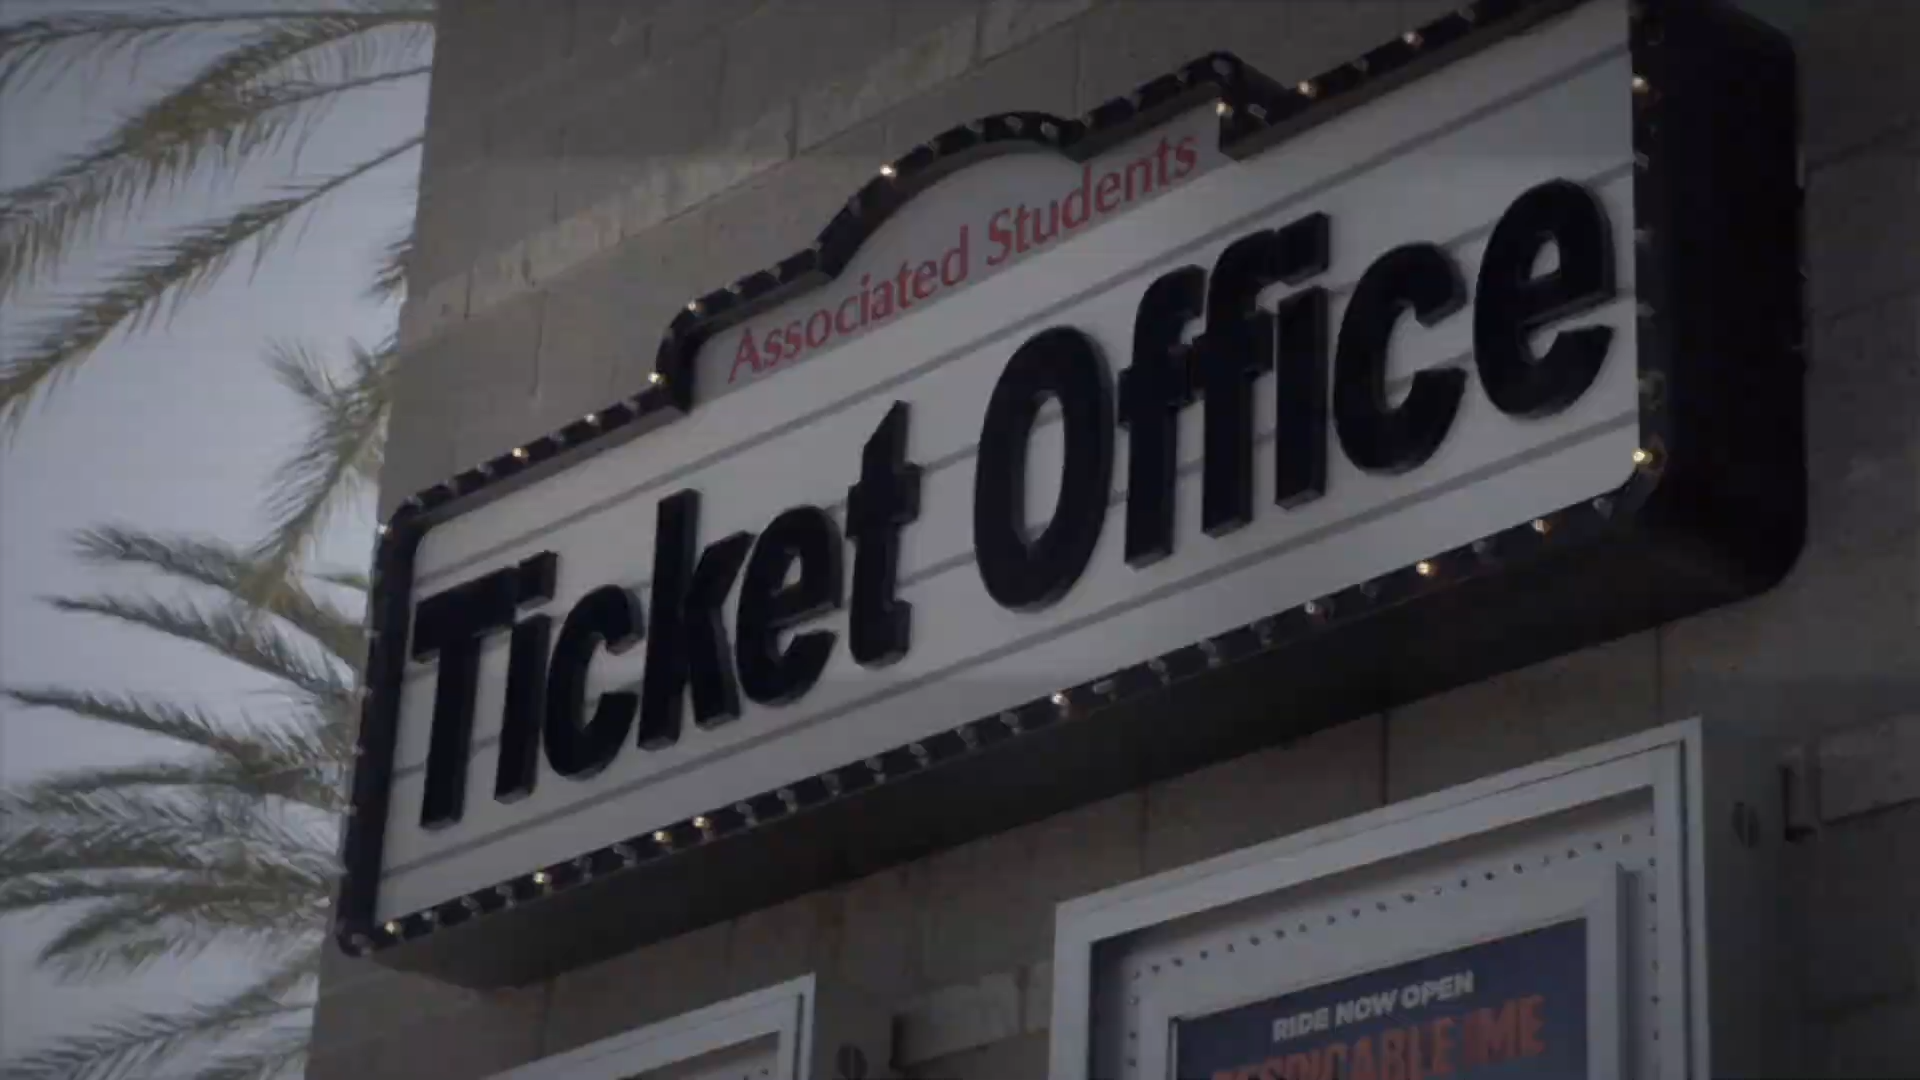 Associated Students
Ticket Office
RIDE NOW OPEN
DESPICABLE ME